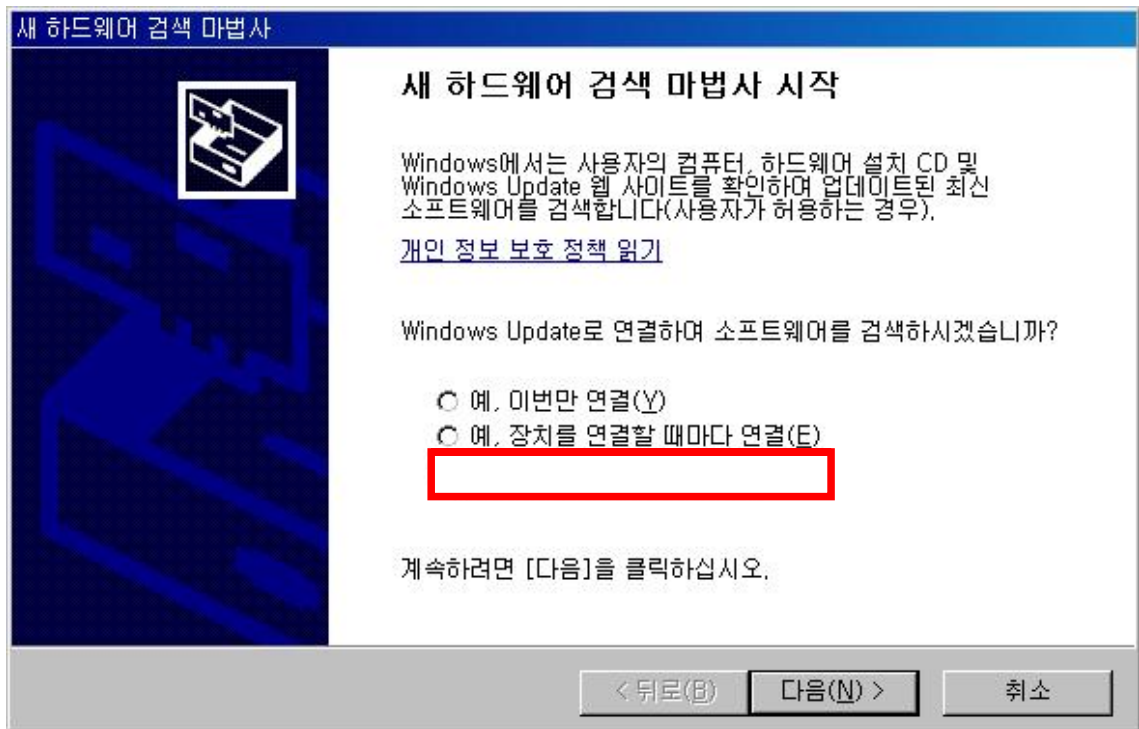 새 하드웨어 검색 마법사
새 하드웨어 검색 마법사 시작
Windows에서는 사용자의 컴퓨터, 하드웨어 설치 CD 및
Windows Update 웹 사이트를 확인하여 업데이트된 최신
소프트웨어를 검색합니다(사용자가 허용하는 경우).
개인 정보 보호 정책 읽기
Windows Update로 연결하여 소프트웨어를 검색하시겠습니까?
예, 이번만 연결(Y)
예, 장치를 연결할 때마다 연결(E)
계속하려면 [다음]을 클릭하십시오.
< 뒤로(B) 다음(N) > 취소